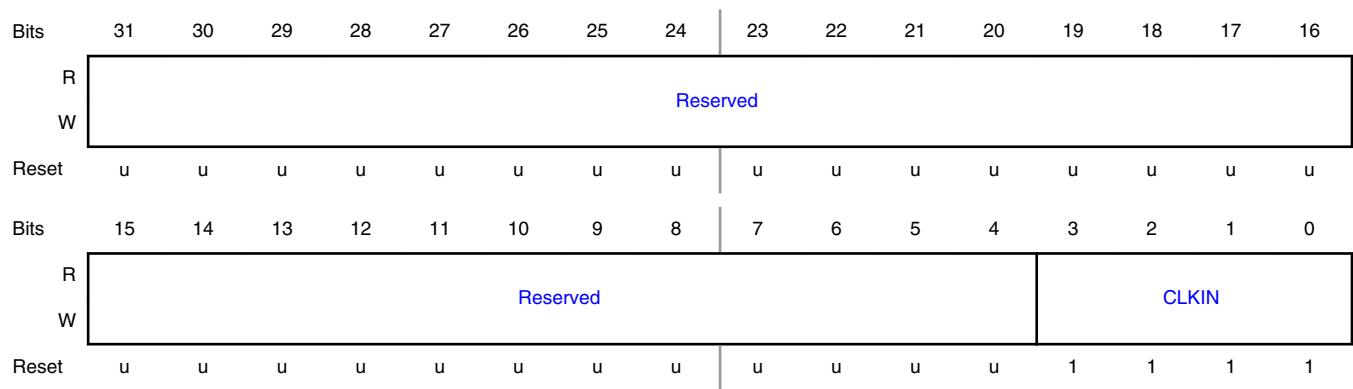 Bits 31 30 29 28 27 26 25 24 23 22 21 20 19 18 17 16
R
Reserved
W
Reset u u u u u u u u u u u u u u u u
Bits 15 14 13 12 11 10 9 8 7 6 5 4 3 2 1 0
R
Reserved CLKIN
W
Reset u u u u u u u u u u u u 1 1 1 1